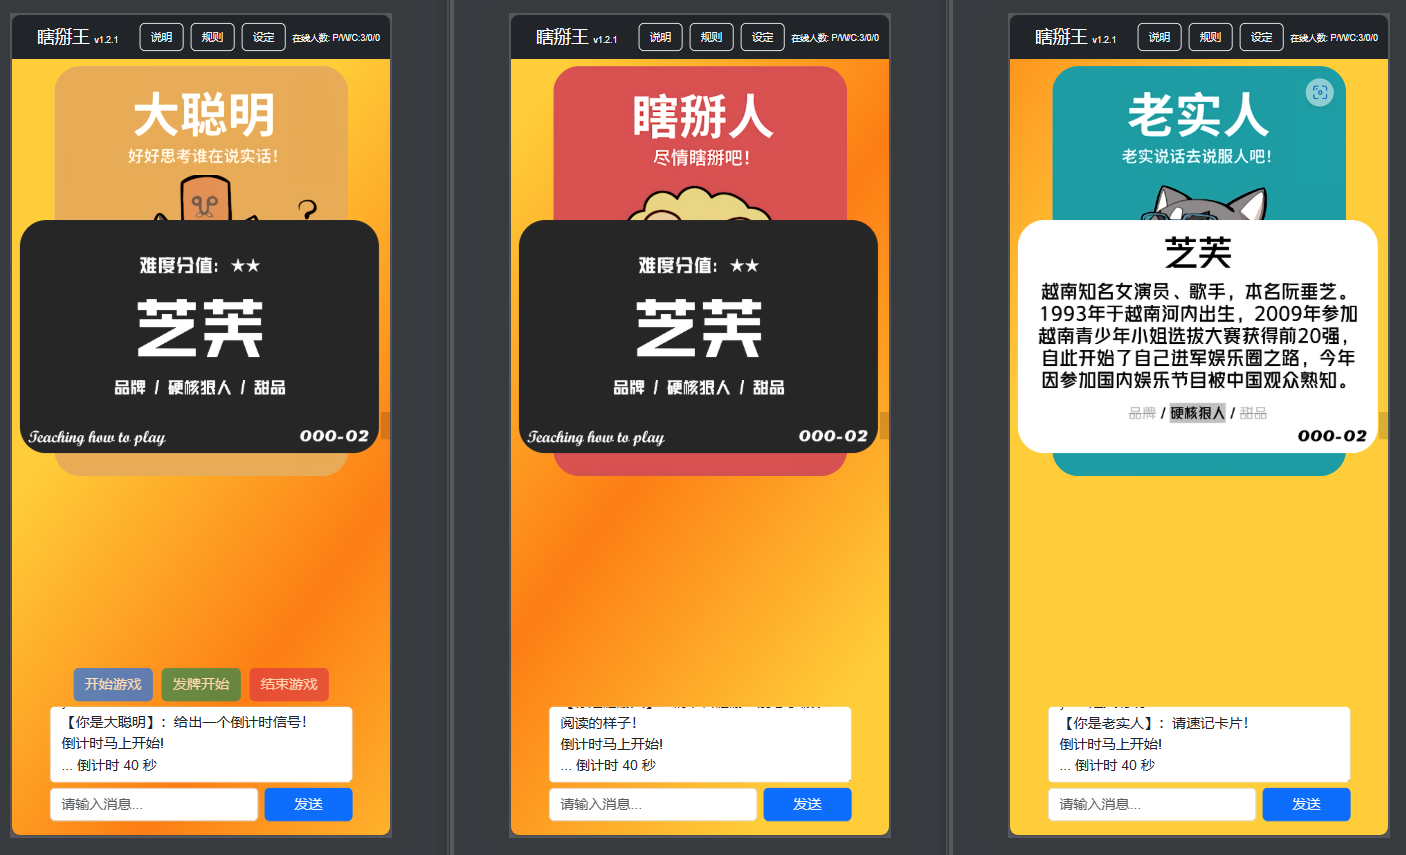 瞎掰王 v1.2.1 说明 规则 设定 在线人数: P/W/C:3/0/0
大聪明
好好思考谁在说实话!
?
难度分值: ★★
芝芙
品牌 / 硬核狠人 / 甜品
Teaching how to play 000-02
开始游戏 发牌开始 结束游戏
【你是大聪明】: 给出一个倒计时信号!
倒计时马上开始!
... 倒计时 40 秒
请输入消息... 发送
瞎掰王 v1.2.1 说明 规则 设定 在线人数: P/W/C:3/0/0
瞎掰人
尽情瞎掰吧!
难度分值: ★★
芝芙
品牌 / 硬核狠人 / 甜品
Teaching how to play 000-02
阅读的样子!
倒计时马上开始!
... 倒计时 40 秒
请输入消息... 发送
瞎掰王 v1.2.1 说明 规则 设定 在线人数: P/W/C:3/0/0
老实人
老实说话去说服人吧!
芝芙
越南知名女演员、歌手，本名阮垂芝。
1993年于越南河内出生，2009年参加
越南青少年小姐选拔大赛获得前20强，
自此开始了自己进军娱乐圈之路，今年
因参加国内娱乐节目被中国观众熟知。
品牌 / 硬核狠人 / 甜品
000-02
【你是老实人】: 请速记卡片!
倒计时马上开始!
... 倒计时 40 秒
请输入消息... 发送